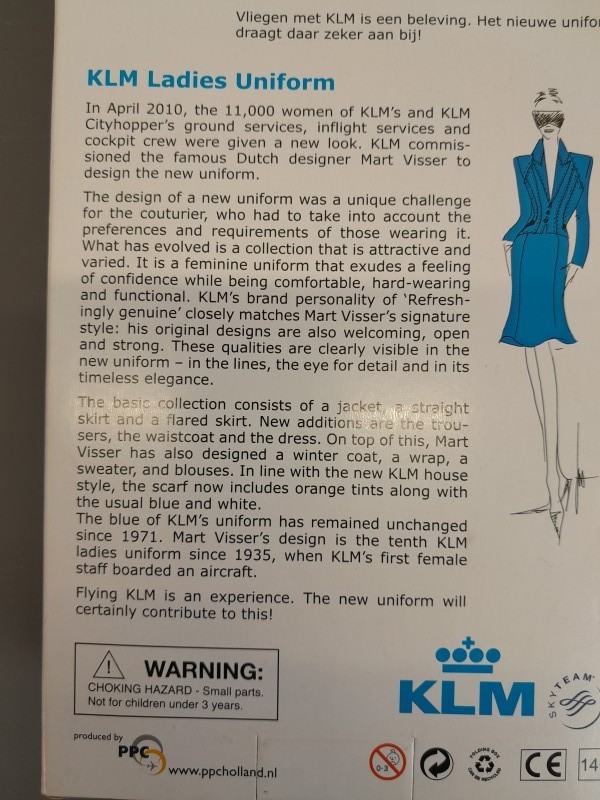 Vliegen met KLM is een beleving. Het nieuwe
draagt daar zeker aan bij!
KLM Ladies Uniform
In April 2010, the 11,000 women of KLM's and KLM
Cityhopper's ground services, inflight services and
cockpit crew were given a new look. KLM commis-
sioned the famous Dutch designer Mart Visser to
design the new uniform.
The design of a new uniform was a unique challenge
for the couturier, who had to take into account the
preferences and requirements of those wearing it.
What has evolved is a collection that is attractive and
varied. It is a feminine uniform that exudes a feeling
of confidence while being comfortable, hard-wearing
and functional. KLM's brand personality of 'Refresh-
ingly genuine' closely matches Mart Visser's signature
style: his original designs are also welcoming, open
and strong. These qualities are clearly visible in the
new uniform – in the lines, the eye for detail and in its
timeless elegance.
The basic collection consists of a jacket, a straight
skirt and a flared skirt. New additions are the trou-
sers, the waistcoat and the dress. On top of this, Mart
Visser has also designed a winter coat, a wrap, a
sweater, and blouses. In line with the new KLM house
style, the scarf now includes orange tints along with
the usual blue and white.
The blue of KLM's uniform has remained unchanged
since 1971. Mart Visser's design is the tenth KLM
ladies uniform since 1935, when KLM's first female
staff boarded an aircraft.
Flying KLM is an experience. The new uniform will
certainly contribute to this!
WARNING:
CHOKING HAZARD - Small parts.
Not for children under 3 years.
KLM
SKYTEAM
produced by
PPC
www.ppcholland.nl
0-3
FOLDING BOX
CAN BE RECYCLED
CE
14